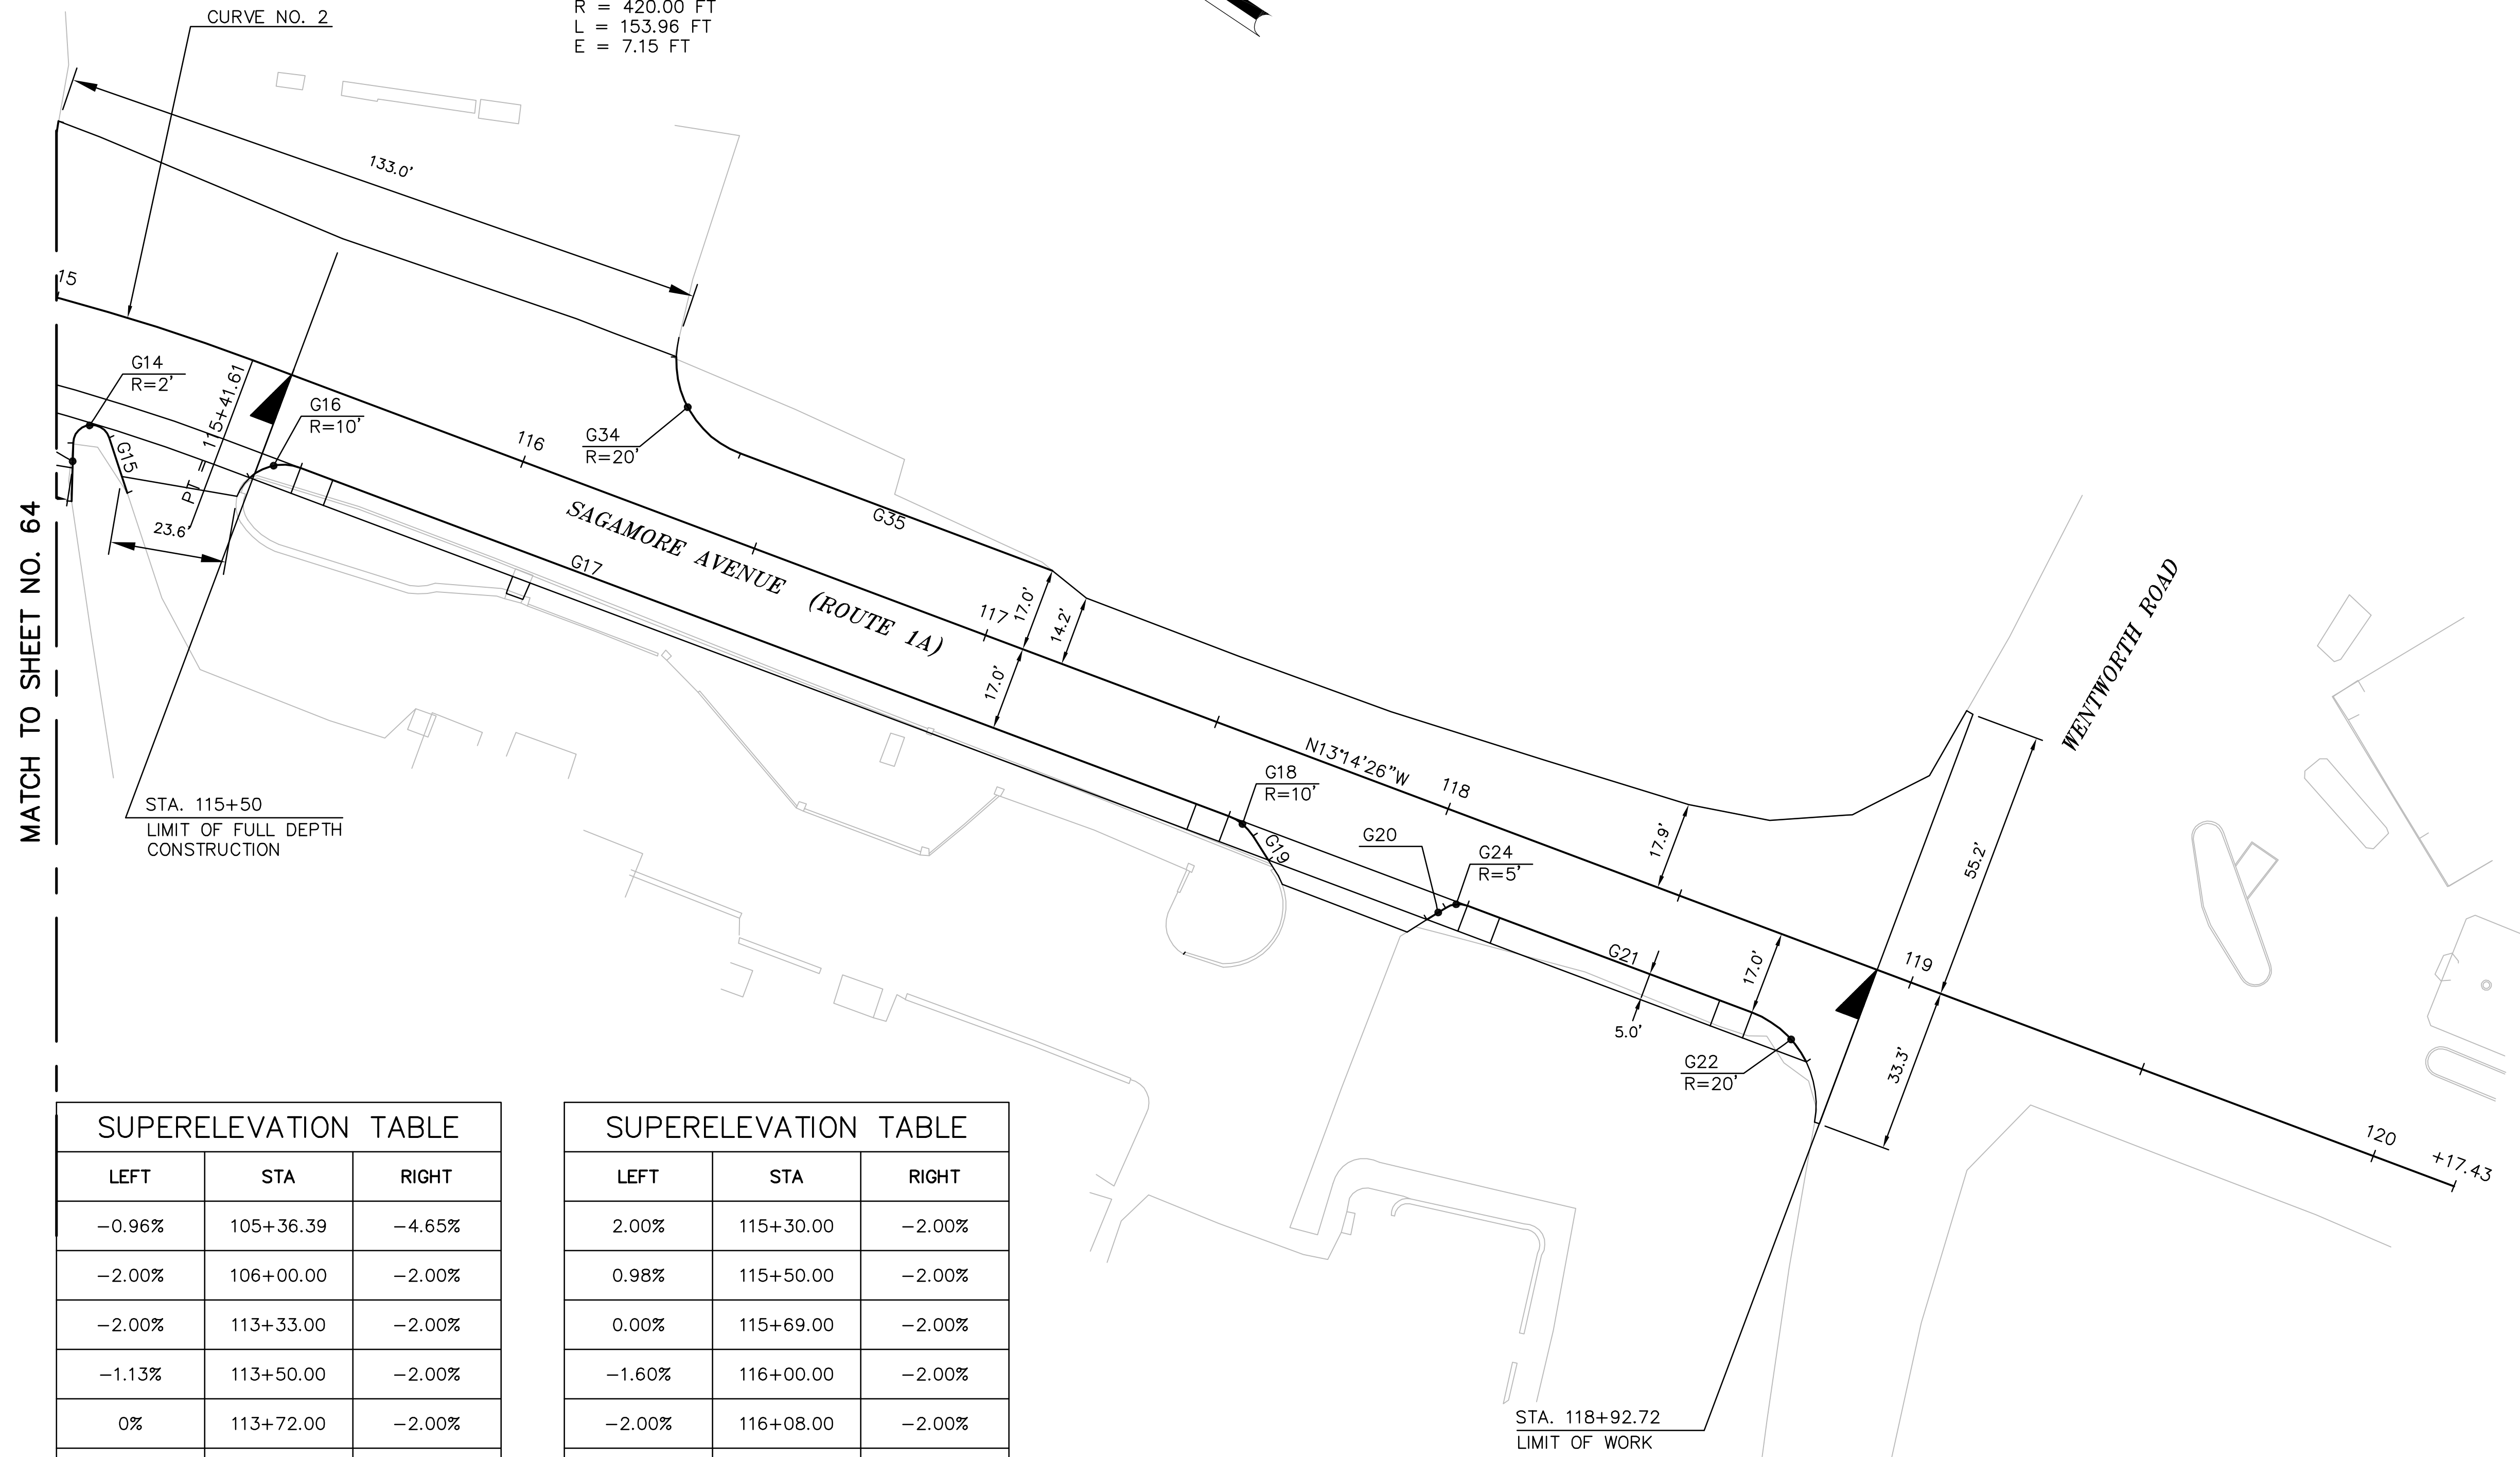 CURVE NO. 2
R = 420.00 FT
L = 153.96 FT
E = 7.15 FT
133.0'
15
G14
R=2'
G15
PT = 115+41.61
G16
R=10'
116
G34
R=20'
G35
23.6'
MATCH TO SHEET NO. 64
SAGAMORE AVENUE (ROUTE 1A)
G17
117
17.0'
14.2'
17.0'
WENTWORTH ROAD
N13°14'26"W
118
G18
R=10'
G19
G20
G24
R=5'
17.9'
55.2'
STA. 115+50
LIMIT OF FULL DEPTH
CONSTRUCTION
G21
17.0'
119
5.0'
G22
R=20'
33.3'
120
+17.43
SUPERELEVATION TABLE
LEFT STA RIGHT
-0.96% 105+36.39 -4.65%
-2.00% 106+00.00 -2.00%
-2.00% 113+33.00 -2.00%
-1.13% 113+50.00 -2.00%
0% 113+72.00 -2.00%
SUPERELEVATION TABLE
LEFT STA RIGHT
2.00% 115+30.00 -2.00%
0.98% 115+50.00 -2.00%
0.00% 115+69.00 -2.00%
-1.60% 116+00.00 -2.00%
-2.00% 116+08.00 -2.00%
STA. 118+92.72
LIMIT OF WORK